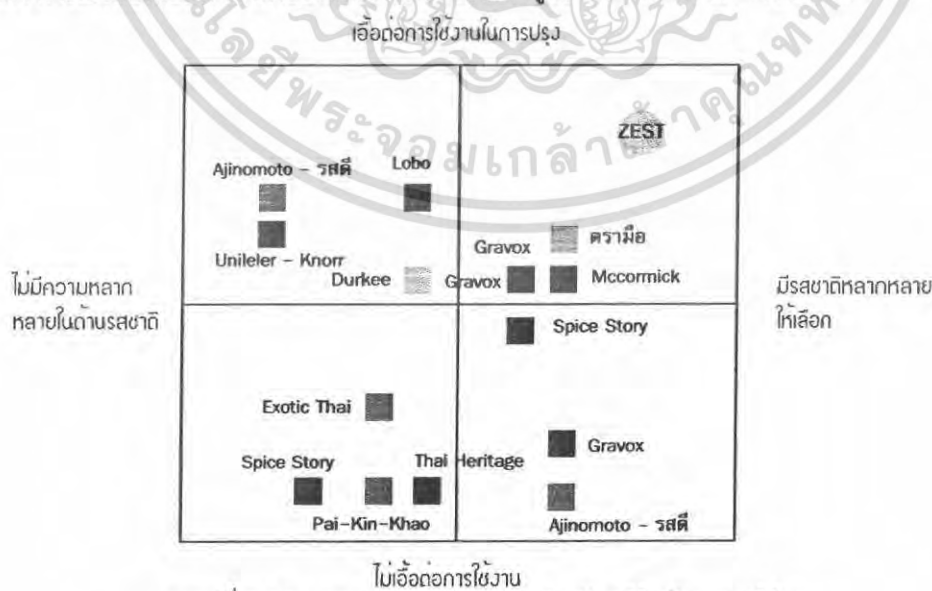 เอื้อต่อการใช้งานในการปรุง
ZEST
Ajinomoto – รสดี
Lobo
Unileler – Knorr
Gravox
ตรามือ
Durkee
Gravox
Mccormick
ไม่มีความหลาก
หลายในด้านรสชาติ
มีรสชาติหลากหลาย
ให้เลือก
Spice Story
Exotic Thai
Gravox
Spice Story
Thai Heritage
Pai-Kin-Khao
Ajinomoto – รสดี
ไม่เอื้อต่อการใช้งาน